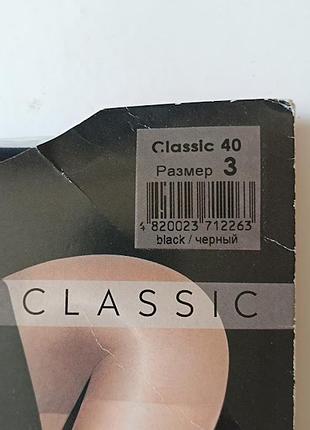 Classic 40
Размер 3
4 820023 712263
black / черный
CLASSIC